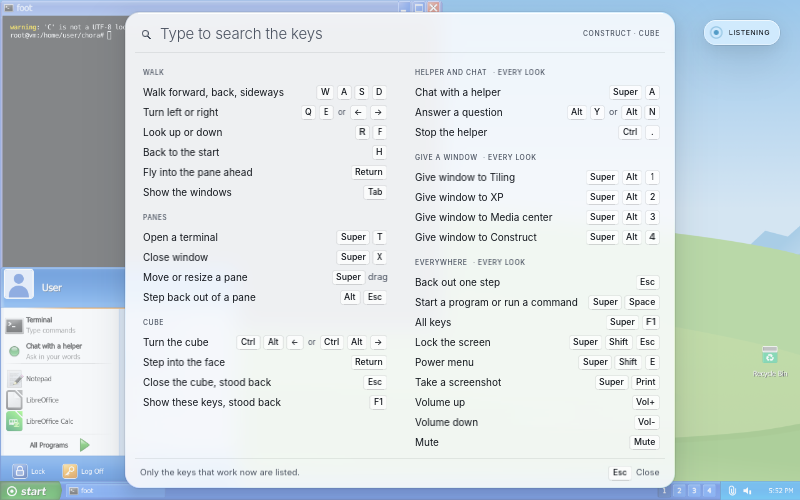 foot
warning: 'C' is not a UTF-8 loc
root@vm:/home/user/chora#
Type to search the keys
CONSTRUCT · CUBE
LISTENING
WALK
Walk forward, back, sideways W A S D
Turn left or right Q E or ← →
Look up or down R F
Back to the start H
Fly into the pane ahead Return
Show the windows Tab
PANES
Open a terminal Super T
Close window Super X
Move or resize a pane Super drag
Step back out of a pane Alt Esc
CUBE
Turn the cube Ctrl Alt ← or Ctrl Alt →
Step into the face Return
Close the cube, stood back Esc
Show these keys, stood back F1
HELPER AND CHAT · EVERY LOOK
Chat with a helper Super A
Answer a question Alt Y or Alt N
Stop the helper Ctrl .
GIVE A WINDOW · EVERY LOOK
Give window to Tiling Super Alt 1
Give window to XP Super Alt 2
Give window to Media center Super Alt 3
Give window to Construct Super Alt 4
EVERYWHERE · EVERY LOOK
Back out one step Esc
Start a program or run a command Super Space
All keys Super F1
Lock the screen Super Shift Esc
Power menu Super Shift E
Take a screenshot Super Print
Volume up Vol+
Volume down Vol-
Mute Mute
Only the keys that work now are listed.
Esc Close
User
Terminal
Type commands
Chat with a helper
Ask in your words
Notepad
LibreOffice
LibreOffice Calc
All Programs
Lock
Log Off
Recycle Bin
start
foot
1 2 3 4
5:52 PM